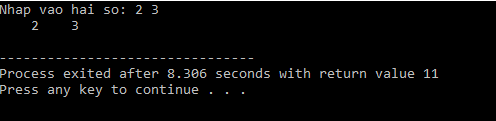 Nhap vao hai so: 2 3
    2    3
--------------------------------
Process exited after 8.306 seconds with return value 11
Press any key to continue . . .